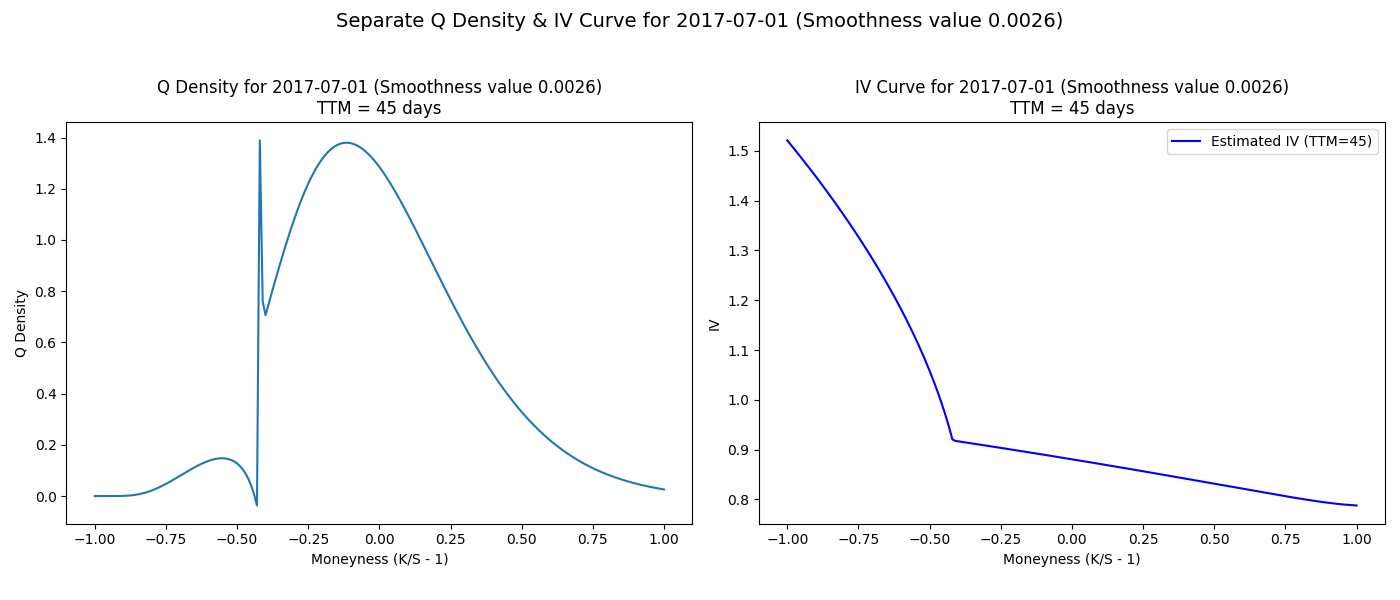 Separate Q Density & IV Curve for 2017-07-01 (Smoothness value 0.0026)
Q Density for 2017-07-01 (Smoothness value 0.0026)
TTM = 45 days
1.4
1.2
1.0
0.8
0.6
0.4
0.2
0.0
Q Density
−1.00 −0.75 −0.50 −0.25 0.00 0.25 0.50 0.75 1.00
Moneyness (K/S - 1)
IV Curve for 2017-07-01 (Smoothness value 0.0026)
TTM = 45 days
Estimated IV (TTM=45)
1.5
1.4
1.3
1.2
1.1
1.0
0.9
0.8
IV
−1.00 −0.75 −0.50 −0.25 0.00 0.25 0.50 0.75 1.00
Moneyness (K/S - 1)